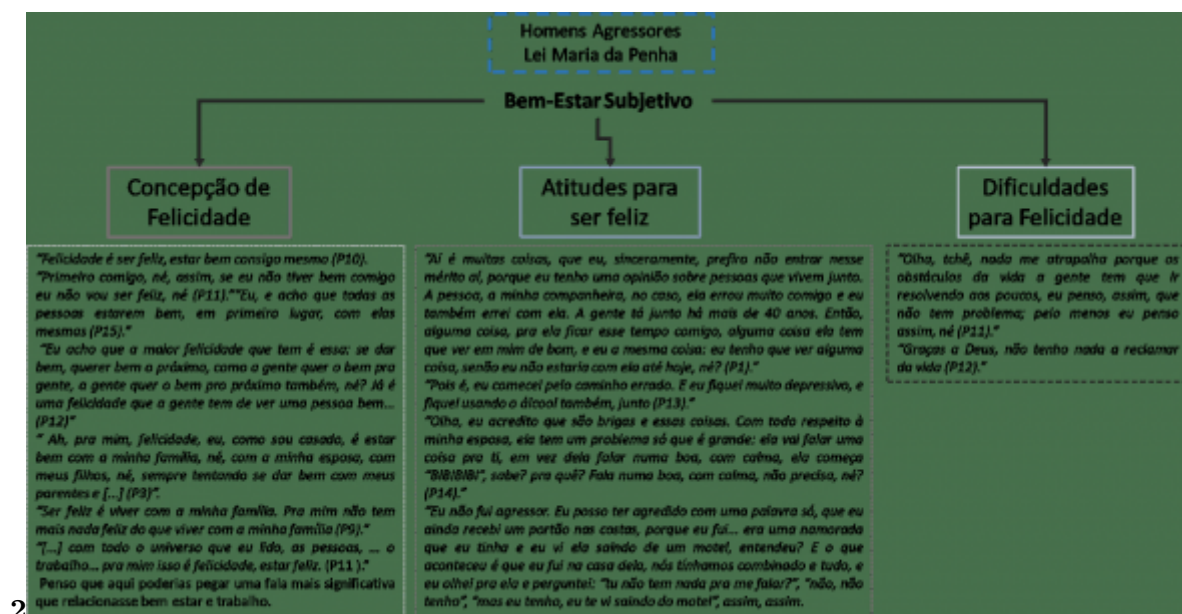 Homens Agressores
Lei Maria da Penha
Bem-Estar Subjetivo
Concepção de
Felicidade
"Felicidade é ser feliz, estar bem consigo mesmo (P10).
"Primeiro comigo, né, assim, se eu não tiver bem comigo
eu não vou ser feliz, né (P11).""Eu, e acho que todas as
pessoas estarem bem, em primeiro lugar, com elas
mesmas (P15)."
"Eu acho que a maior felicidade que tem é essa: se dar
bem, querer bem o próximo, como a gente quer o bem pra
gente, a gente quer o bem pro próximo também, né? Já é
uma felicidade que a gente tem de ver uma pessoa bem...
(P12)"
" Ah, pra mim, felicidade, eu, como sou casado, é estar
bem com a minha família, né, com a minha esposa, com
meus filhos, né, sempre tentando se dar bem com meus
parentes e [...] (P3)".
"Ser feliz é viver com a minha família. Pra mim não tem
mais nada feliz do que viver com a minha família (P9)."
"[...] com todo o universo que eu lido, as pessoas, ... o
trabalho... pra mim isso é felicidade, estar feliz. (P11 )."
Penso que aqui poderias pegar uma fala mais significativa
que relacionasse bem estar e trabalho.
Atitudes para
ser feliz
"Aí é muitas coisas, que eu, sinceramente, prefiro não entrar nesse
mérito aí, porque eu tenho uma opinião sobre pessoas que vivem junto.
A pessoa, a minha companheira, no caso, ela errou muito comigo e eu
também errei com ela. A gente tá junto há mais de 40 anos. Então,
alguma coisa, pra ela ficar esse tempo comigo, alguma coisa ela tem
que ver em mim de bom, e eu a mesma coisa: eu tenho que ver alguma
coisa, senão eu não estaria com ela até hoje, né? (P1)."
"Pois é, eu comecei pelo caminho errado. E eu fiquei muito depressivo, e
fiquei usando o álcool também, junto (P13)."
"Olha, eu acredito que são brigas e essas coisas. Com todo respeito à
minha esposa, ela tem um problema só que é grande: ela vai falar uma
coisa pra ti, em vez dela falar numa boa, com calma, ela começa
"BlBlBlBl", sabe? pra quê? Fala numa boa, com calma, não precisa, né?
(P14)."
"Eu não fui agressor. Eu posso ter agredido com uma palavra só, que eu
ainda recebi um portão nas costas, porque eu fui... era uma namorada
que eu tinha e eu vi ela saindo de um motel, entendeu? E o que
aconteceu é que eu fui na casa dela, nós tínhamos combinado e tudo, e
eu olhei pra ela e perguntei: "tu não tem nada pra me falar?", "não, não
tenho", "mas eu tenho, eu te vi saindo do motel", assim, assim.
Dificuldades
para Felicidade
"Olha, tchê, nada me atrapalha porque os
obstáculos da vida a gente tem que ir
resolvendo aos poucos, eu penso, assim, que
não tem problema; pelo menos eu penso
assim, né (P11)."
"Graças a Deus, não tenho nada a reclamar
da vida (P12)."
2